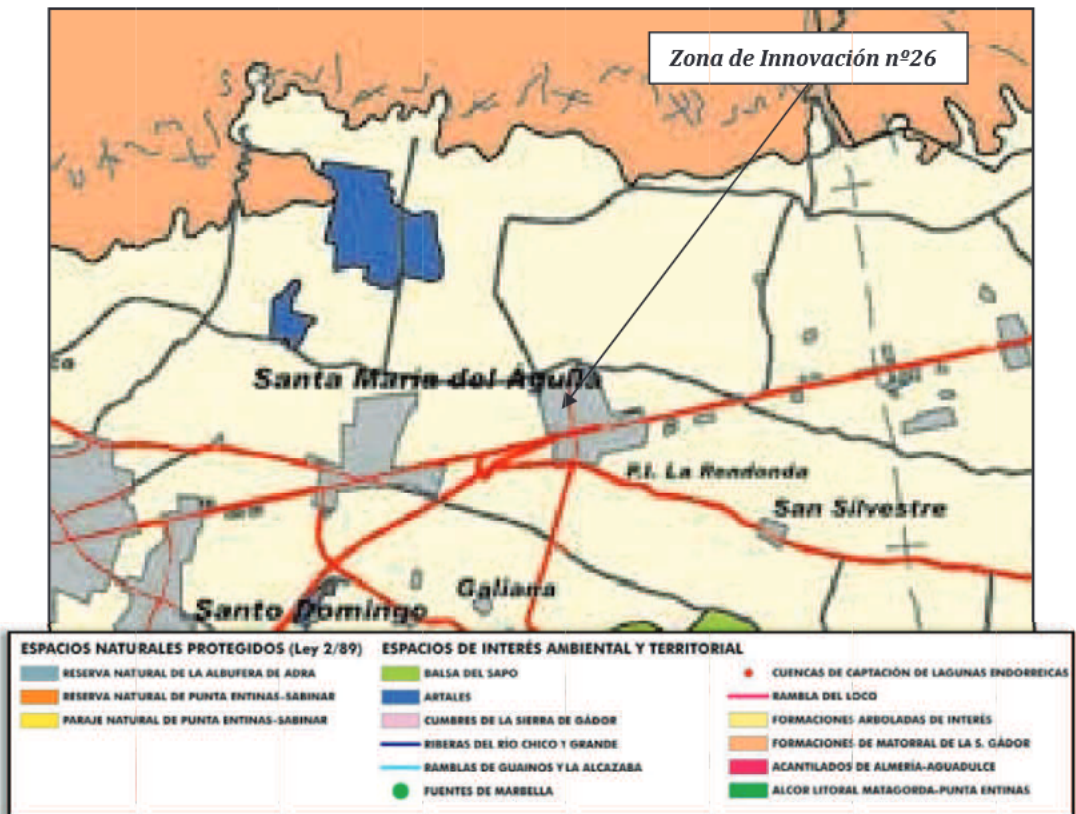 Zona de Innovación nº26
Santa María del Aguila
P.I. La Rendonda
San Silvestre
Galiana
Santo Domingo
ESPACIOS NATURALES PROTEGIDOS (Ley 2/89)
RESERVA NATURAL DE LA ALBUFERA DE ADRA
RESERVA NATURAL DE PUNTA ENTINAS-SABINAR
PARAJE NATURAL DE PUNTA ENTINAS-SABINAR
ESPACIOS DE INTERÉS AMBIENTAL Y TERRITORIAL
BALSA DEL SAPO
ARTALES
CUMBRES DE LA SIERRA DE GÁDOR
RIBERAS DEL RÍO CHICO Y GRANDE
RAMBLAS DE GUAINOS Y LA ALCAZABA
FUENTES DE MARBELLA
CUENCAS DE CAPTACIÓN DE LAGUNAS ENDORREICAS
RAMBLA DEL LOCO
FORMACIONES ARBOLADAS DE INTERÉS
FORMACIONES DE MATORRAL DE LA S. GÁDOR
ACANTILADOS DE ALMERÍA-AGUADULCE
ALCOR LITORAL MATAGORDA-PUNTA ENTINAS